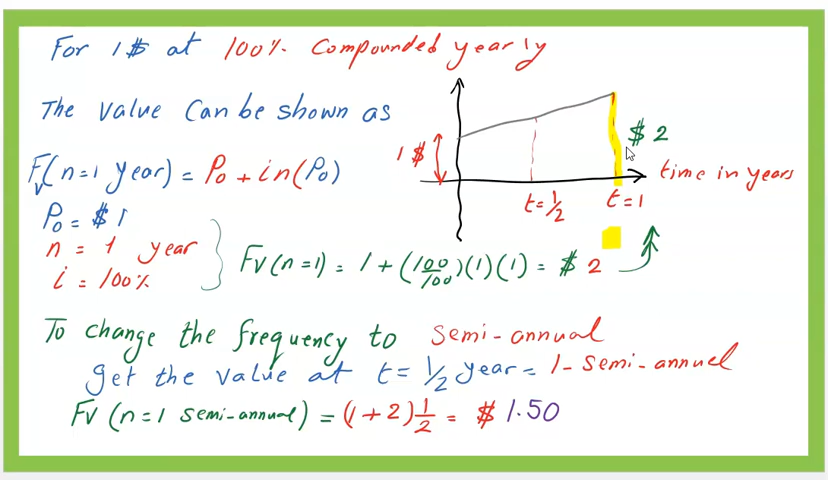 For 1$ at 100% Compounded yearly
The value Can be shown as
1 $
$ 2
time in years
t=1/2
t=1
Fv(n=1 year) = Po + in(Po)
Po = $ 1
n = 1 year
i = 100%
Fv(n=1) = 1 + (100/100)(1)(1) = $ 2
To change the frequency to semi-annual
get the value at t= 1/2 year = 1-semi-annuel
FV (n=1 semi-annual) = (1+2)1/2 = $ 1.50